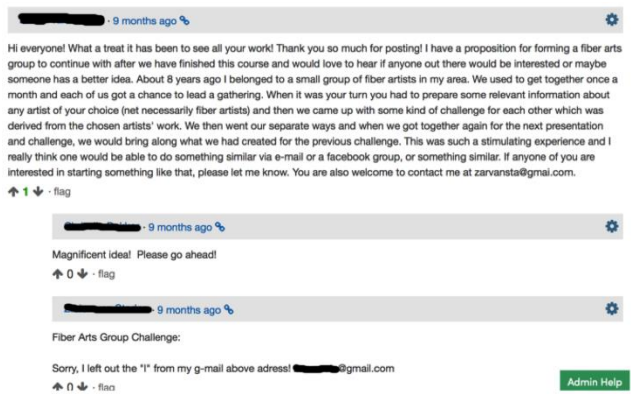 · 9 months ago
Hi everyone! What a treat it has been to see all your work! Thank you so much for posting! I have a proposition for forming a fiber arts
group to continue with after we have finished this course and would love to hear if anyone out there would be interested or maybe
someone has a better idea. About 8 years ago I belonged to a small group of fiber artists in my area. We used to get together once a
month and each of us got a chance to lead a gathering. When it was your turn you had to prepare some relevant information about
any artist of your choice (net necessarily fiber artists) and then we came up with some kind of challenge for each other which was
derived from the chosen artists' work. We then went our separate ways and when we got together again for the next presentation
and challenge, we would bring along what we had created for the previous challenge. This was such a stimulating experience and I
really think one would be able to do something similar via e-mail or a facebook group, or something similar. If anyone of you are
interested in starting something like that, please let me know. You are also welcome to contact me at zarvansta@gmai.com.
1 · flag
· 9 months ago
Magnificent idea! Please go ahead!
0 · flag
· 9 months ago
Fiber Arts Group Challenge:
Sorry, I left out the "l" from my g-mail above adress! @gmail.com
0 · flag
Admin Help